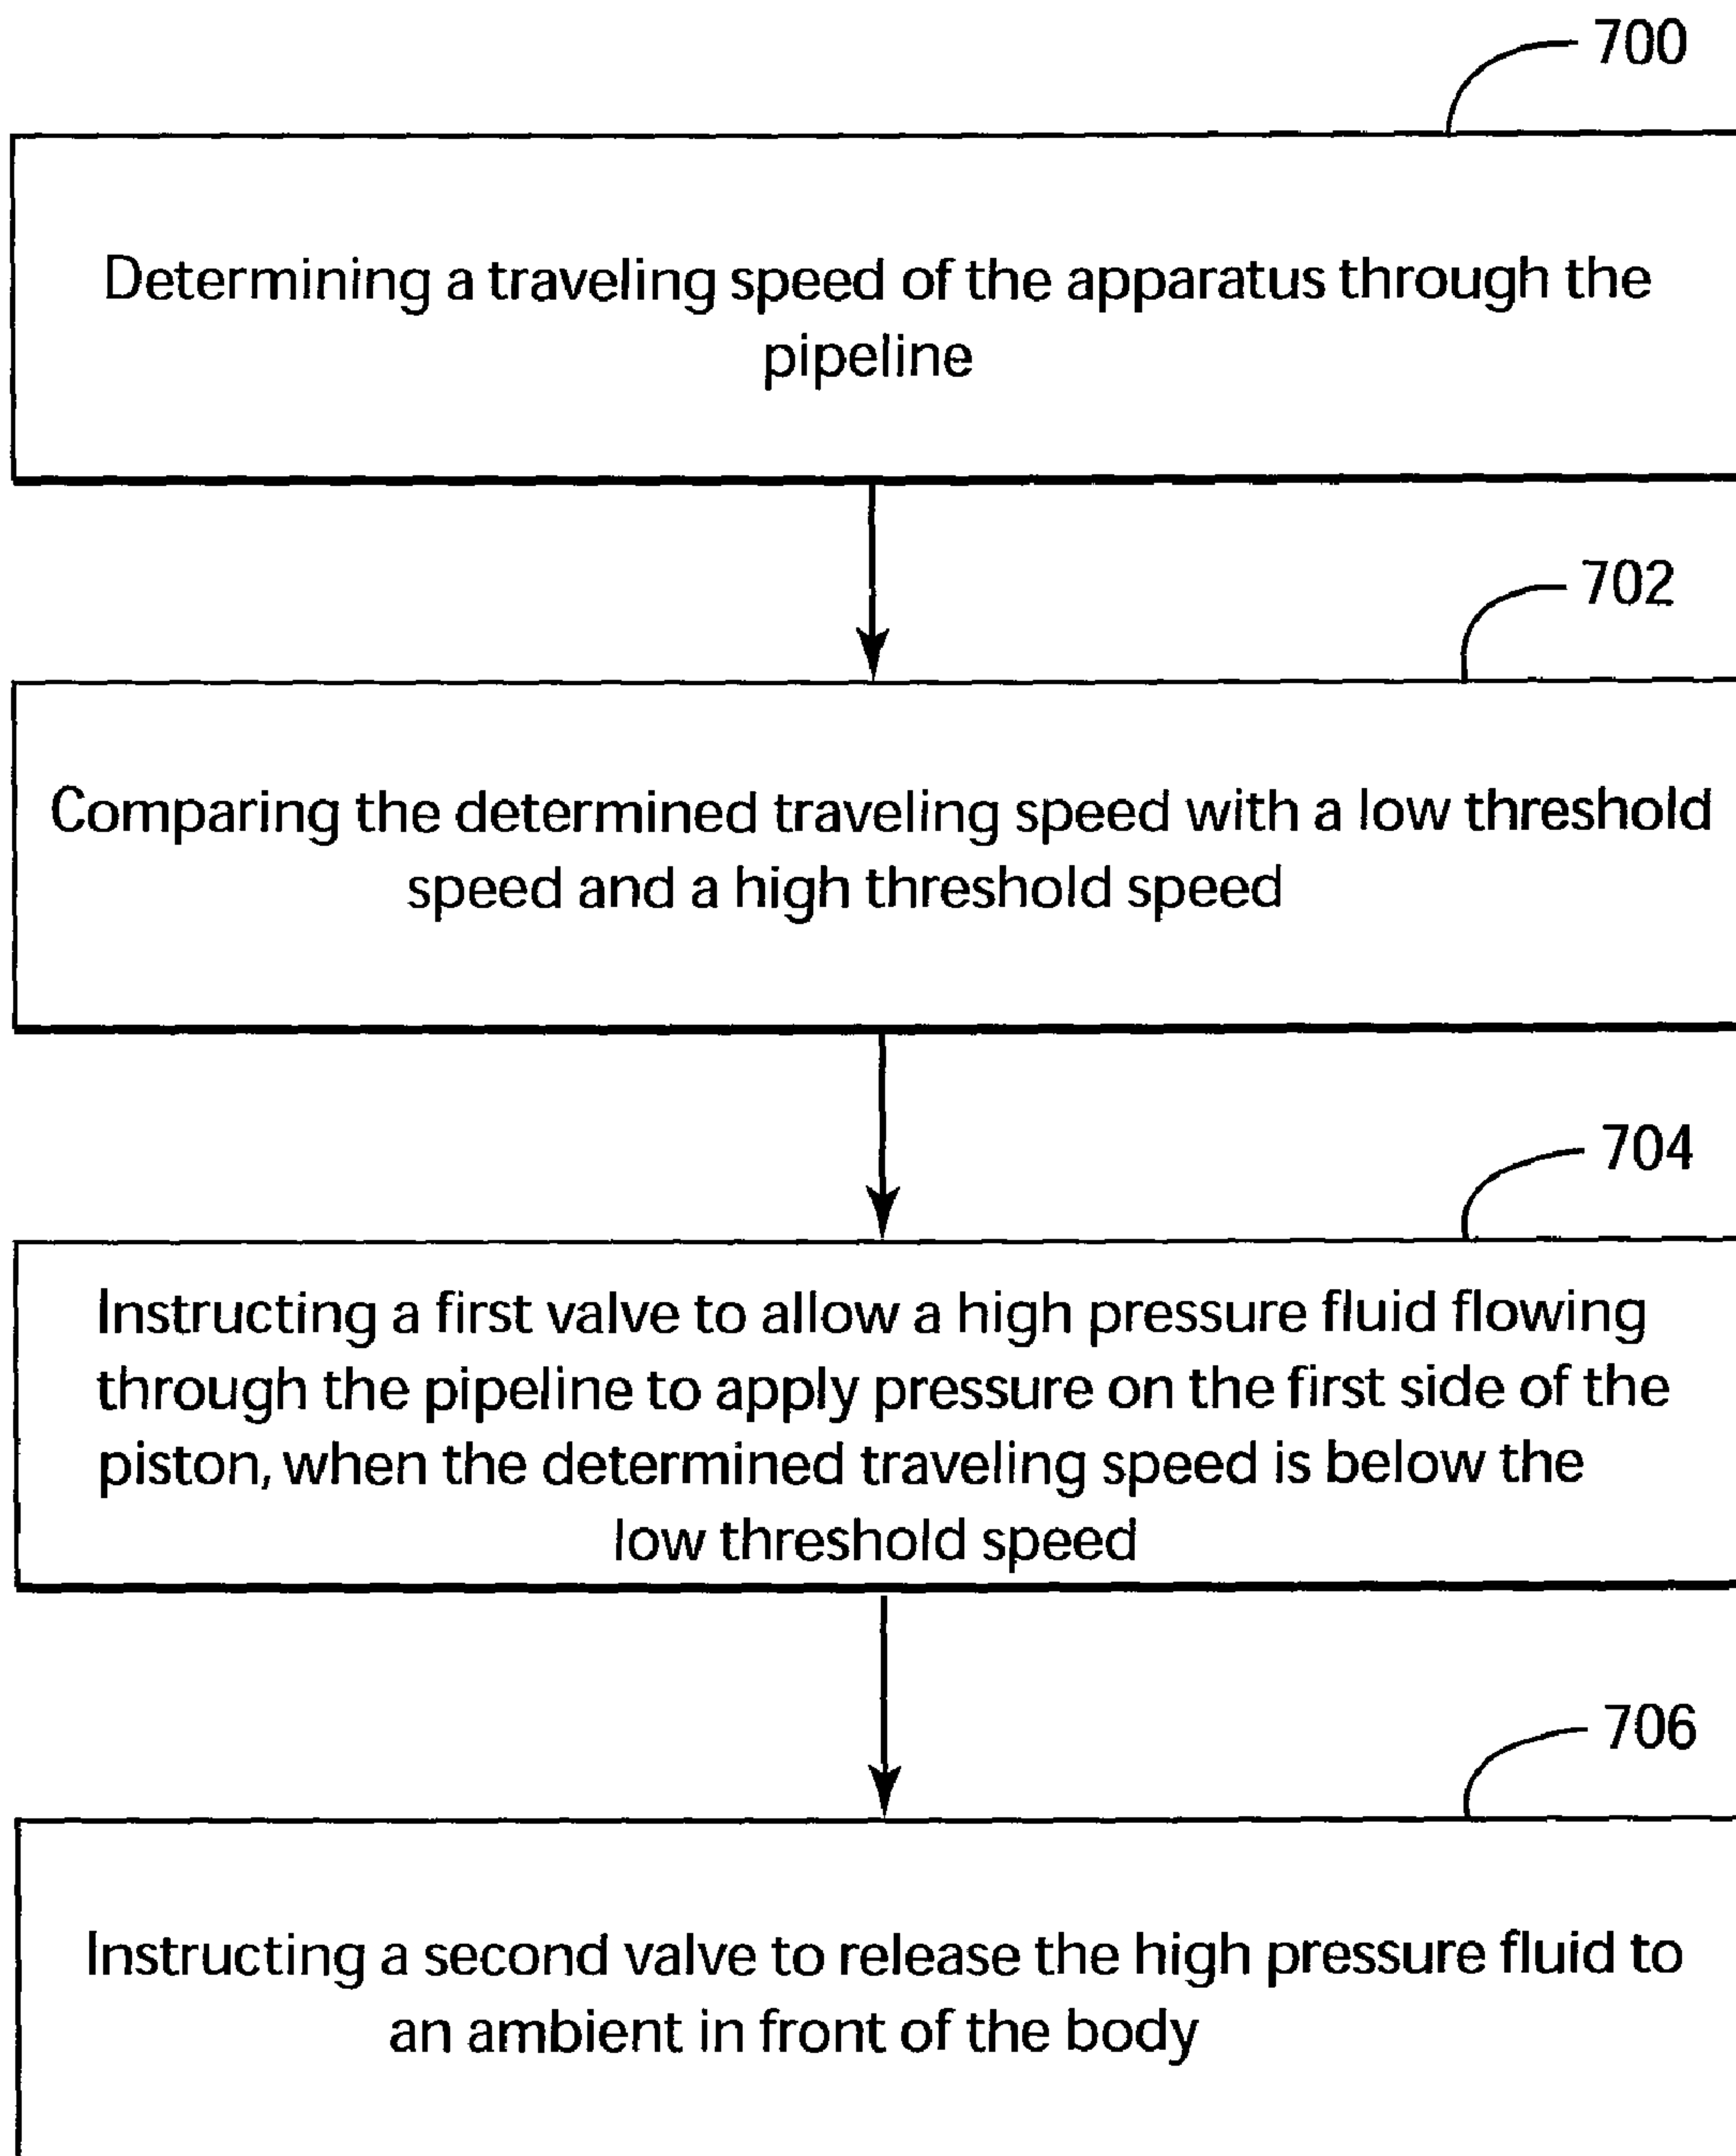 700
Determining a traveling speed of the apparatus through the
pipeline
702
Comparing the determined traveling speed with a low threshold
speed and a high threshold speed
704
Instructing a first valve to allow a high pressure fluid flowing
through the pipeline to apply pressure on the first side of the
piston, when the determined traveling speed is below the
low threshold speed
706
Instructing a second valve to release the high pressure fluid to
an ambient in front of the body